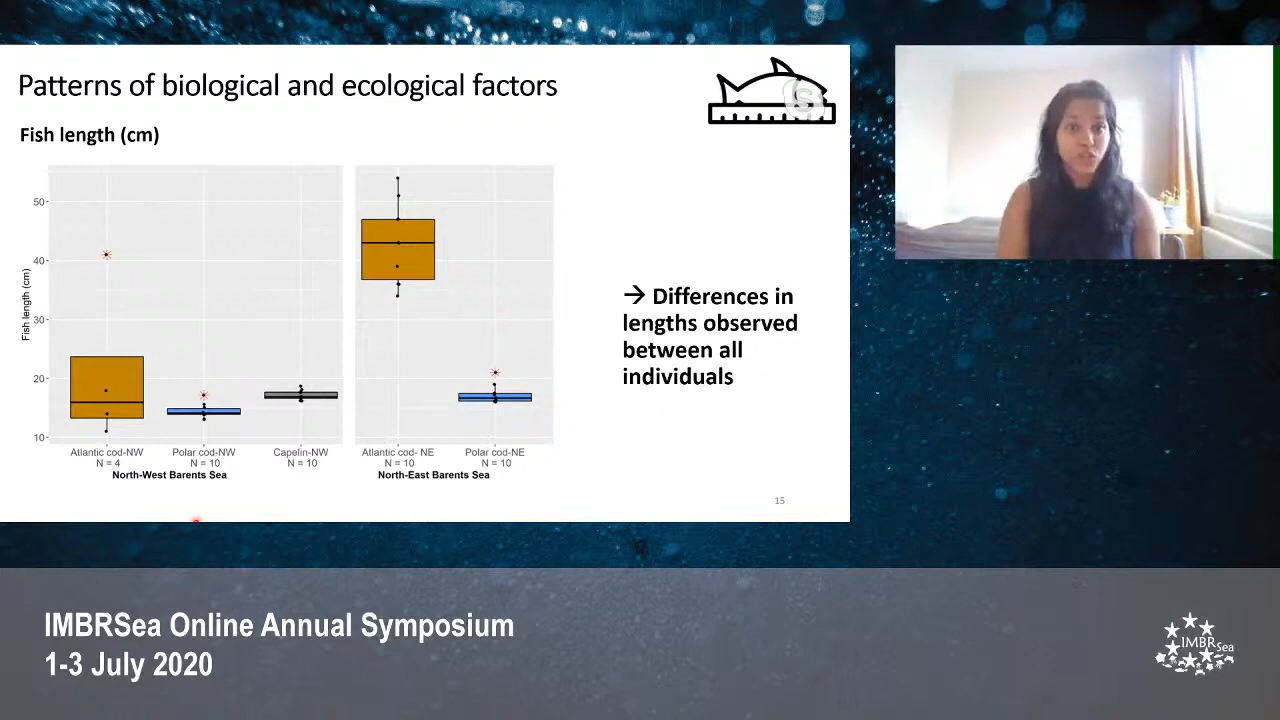 Patterns of biological and ecological factors
Fish length (cm)
Fish length (cm)
50
40
30
20
10
Atlantic cod-NW
N = 4
Polar cod-NW
N = 10
Capelin-NW
N = 10
North-West Barents Sea
Atlantic cod- NE
N = 10
Polar cod-NE
N = 10
North-East Barents Sea
→ Differences in
lengths observed
between all
individuals
15
IMBRSea Online Annual Symposium
1-3 July 2020
IMBRSea